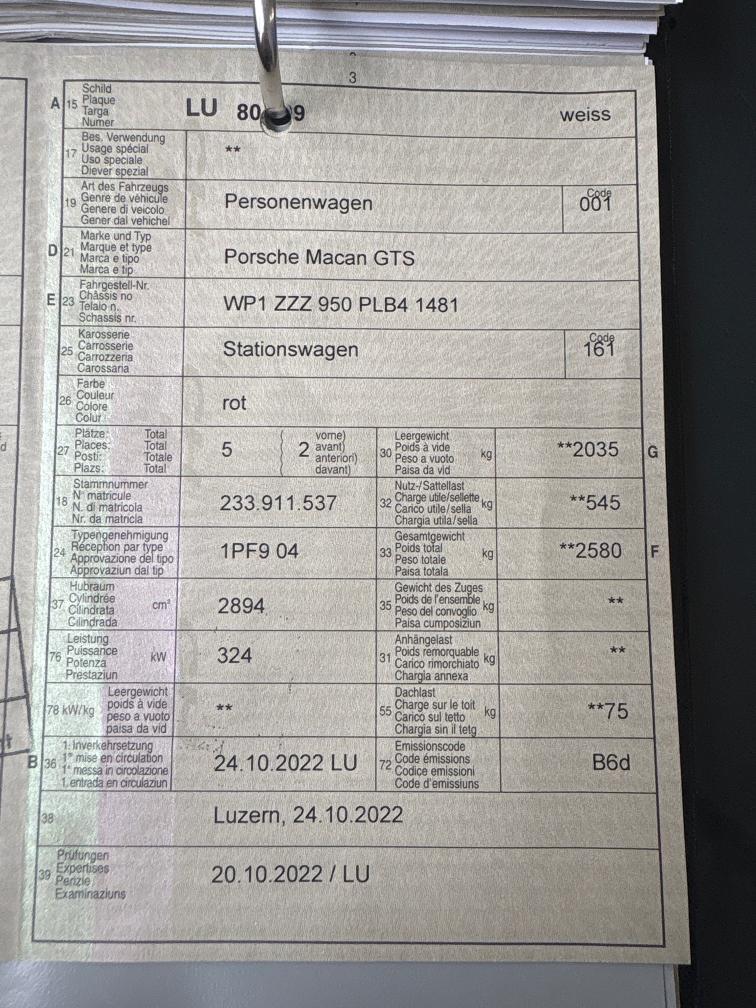 3
A 15 Schild
Plaque
Targa
Numer
LU 80 9 weiss
17 Bes. Verwendung
Usage spécial
Uso speciale
Diever spezial
**
19 Art des Fahrzeugs
Genre de véhicule
Genere di veicolo
Gener dal vehichel
Personenwagen
Code
001
D 21 Marke und Typ
Marque et type
Marca e tipo
Marca e tip
Porsche Macan GTS
E 23 Fahrgestell-Nr.
Châssis no
Telaio n.
Schassis nr.
WP1 ZZZ 950 PLB4 1481
25 Karosserie
Carrosserie
Carrozzeria
Carossaria
Stationswagen
Code
161
26 Farbe
Couleur
Colore
Colur
rot
27 Plätze: Total
Places: Total
Posti: Totale
Plazs: Total
5
2 vorne)
avant)
anteriori)
davant)
30 Leergewicht
Poids à vide
Peso a vuoto
Paisa da vid
kg
**2035 G
18 Stammnummer
N° matricule
N. di matricola
Nr. da matricla
233.911.537
32 Nutz-/Sattellast
Charge utile/sellette
Carico utile/sella
Chargia utila/sella
kg
**545
24 Typengenehmigung
Réception par type
Approvazione del tipo
Approvaziun dal tip
1PF9 04
33 Gesamtgewicht
Poids total
Peso totale
Paisa totala
kg
**2580 F
37 Hubraum
Cylindrée
Cilindrata
Cilindrada
cm³
2894
35 Gewicht des Zuges
Poids de l'ensemble
Peso del convoglio
Paisa cumposiziun
kg
**
76 Leistung
Puissance
Potenza
Prestaziun
kW
324
31 Anhängelast
Poids remorquable
Carico rimorchiato
Chargia annexa
kg
**
78 kW/kg Leergewicht
poids à vide
peso a vuoto
paisa da vid
**
55 Dachlast
Charge sur le toit
Carico sul tetto
Chargia sin il tetg
kg
**75
B 36 1. Inverkehrsetzung
1re mise en circulation
1a messa in circolazione
1. entrada en circulaziun
24.10.2022 LU
72 Emissionscode
Code émissions
Codice emissioni
Code d'emissiuns
B6d
38
Luzern, 24.10.2022
39 Prüfungen
Expertises
Perizie
Examinaziuns
20.10.2022 / LU